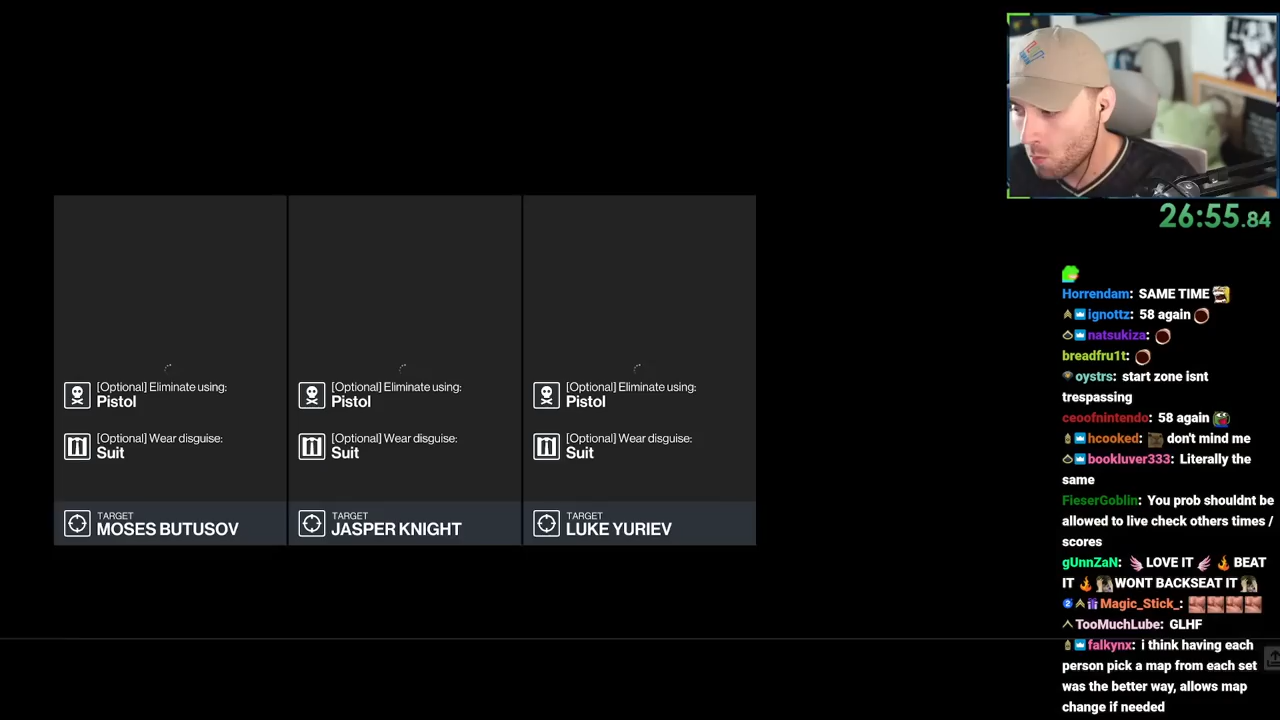 [Optional] Eliminate using:
Pistol
[Optional] Wear disguise:
Suit
TARGET
MOSES BUTUSOV
[Optional] Eliminate using:
Pistol
[Optional] Wear disguise:
Suit
TARGET
JASPER KNIGHT
[Optional] Eliminate using:
Pistol
[Optional] Wear disguise:
Suit
TARGET
LUKE YURIEV
26:55.84
Horrendam: SAME TIME
ignottz: 58 again
natsukiza:
breadfru1t:
oystrs: start zone isnt
trespassing
ceoofnintendo: 58 again
hcooked: don't mind me
bookluver333: Literally the
same
FieserGoblin: You prob shouldnt be
allowed to live check others times /
scores
gUnnZaN: LOVE IT BEAT
IT WONT BACKSEAT IT
Magic_Stick_:
TooMuchLube: GLHF
falkynx: i think having each
person pick a map from each set
was the better way, allows map
change if needed